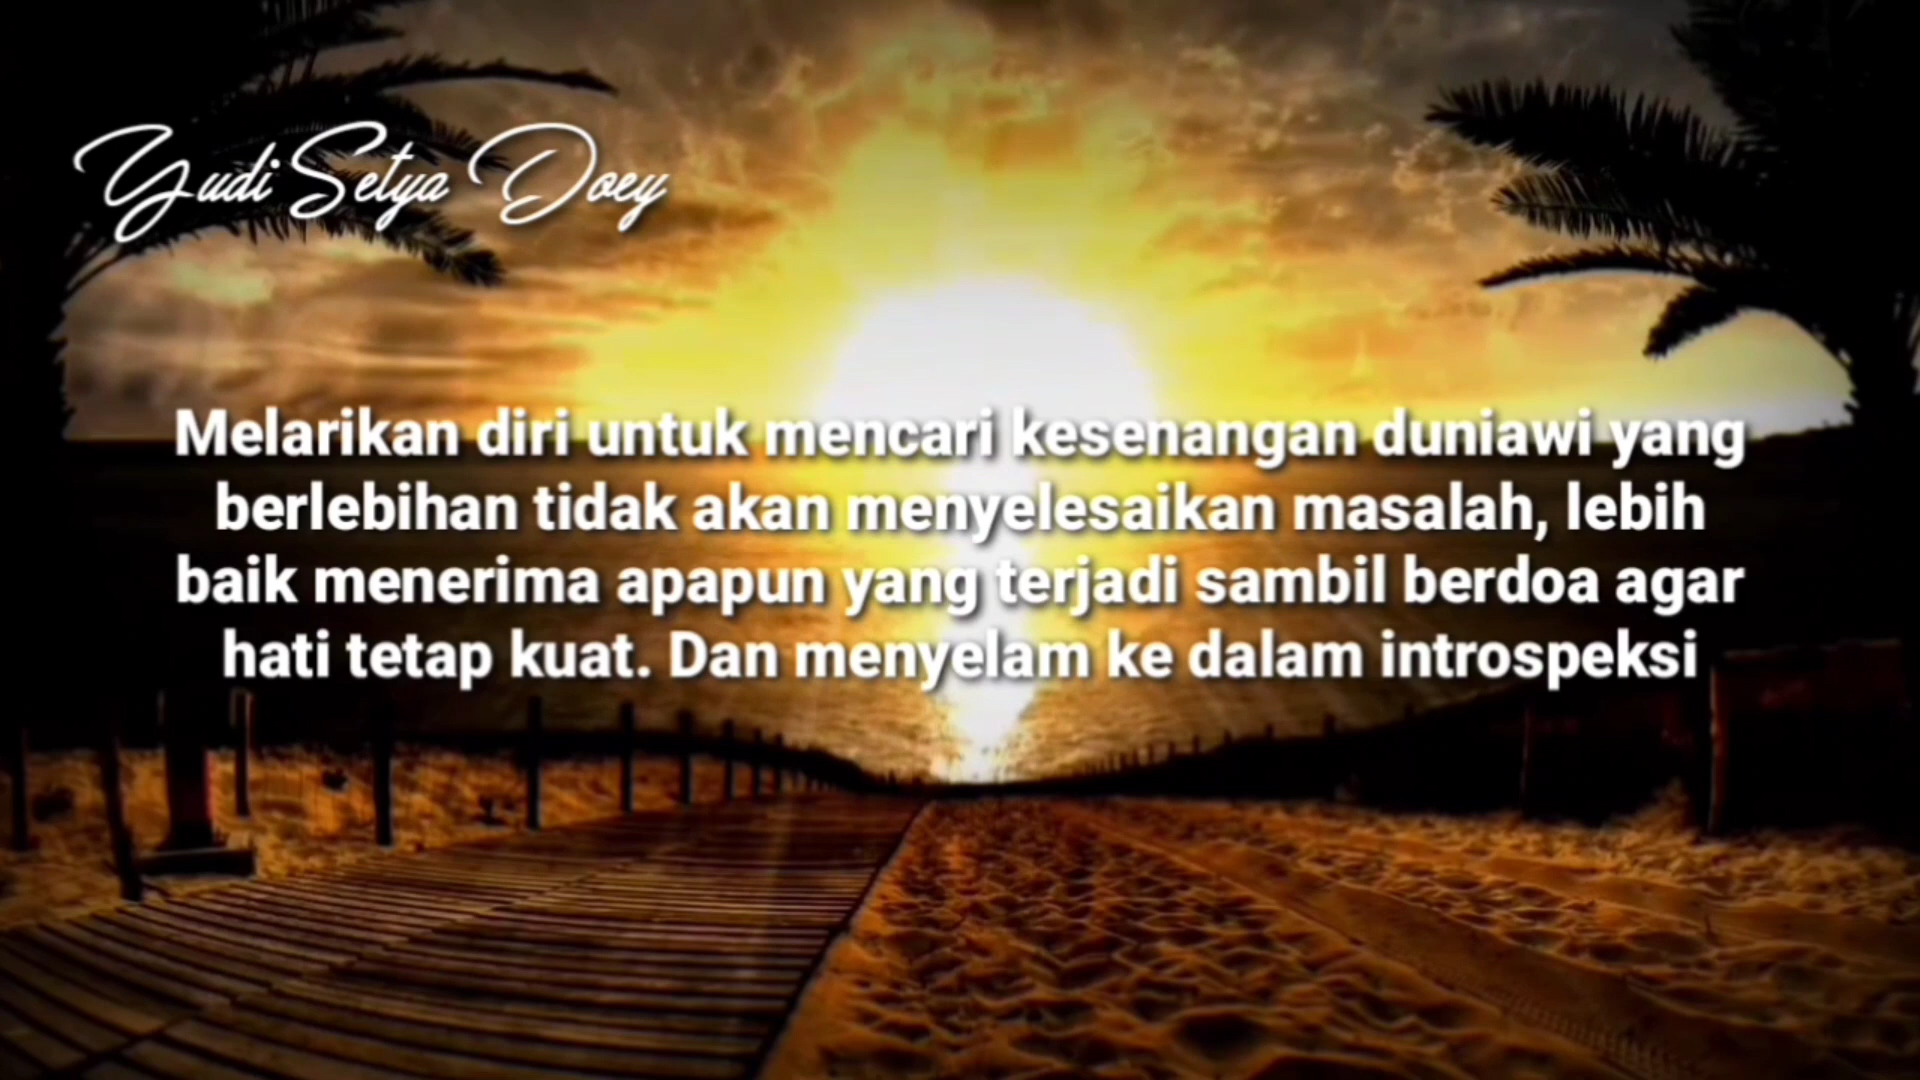 Yudi Setya Doey
Melarikan diri untuk mencari kesenangan duniawi yang
berlebihan tidak akan menyelesaikan masalah, lebih
baik menerima apapun yang terjadi sambil berdoa agar
hati tetap kuat. Dan menyelam ke dalam introspeksi